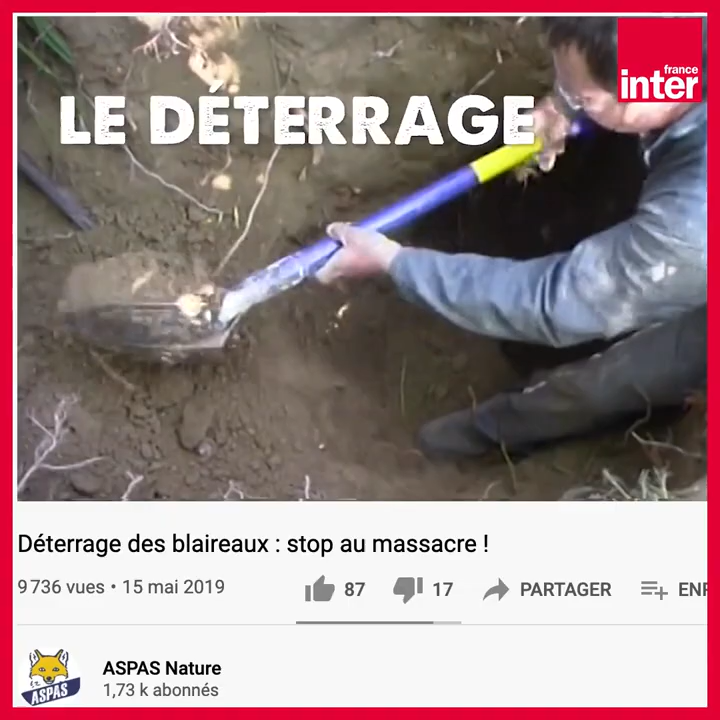 france
inter
LE DÉTERRAGE
Déterrage des blaireaux : stop au massacre !
9 736 vues • 15 mai 2019
87
17
PARTAGER
ENR
ASPAS
ASPAS Nature
1,73 k abonnés